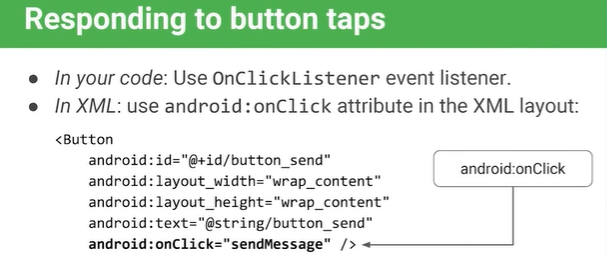 Responding to button taps
● In your code: Use OnClickListener event listener.
● In XML: use android:onClick attribute in the XML layout:
<Button
android:id="@+id/button_send"
android:layout_width="wrap_content"
android:layout_height="wrap_content"
android:text="@string/button_send"
android:onClick="sendMessage" />
android:onClick